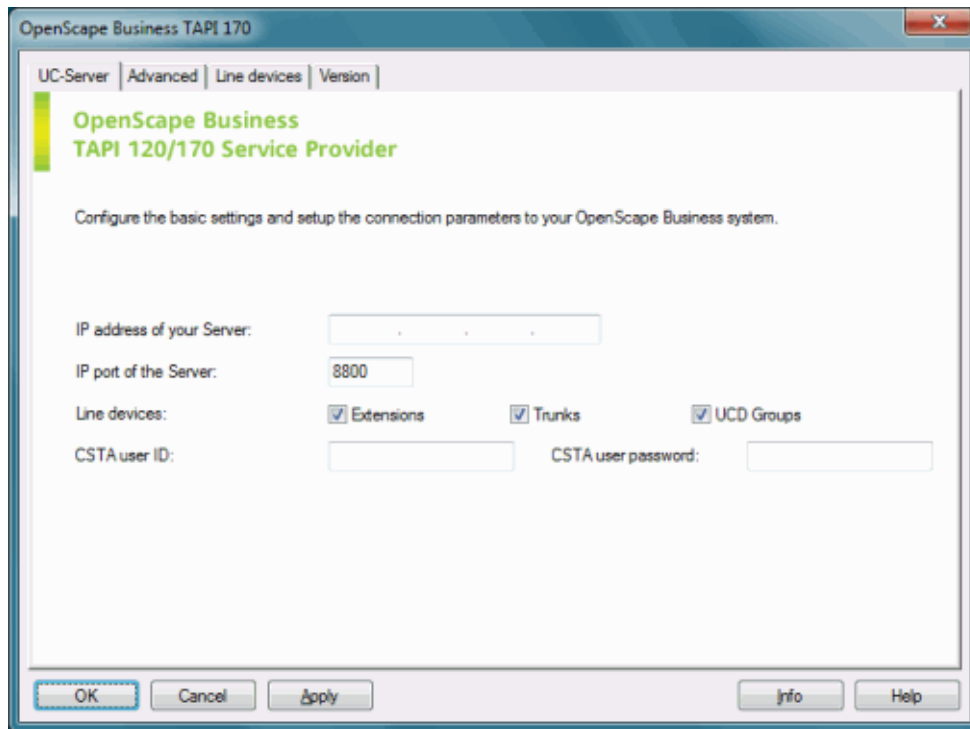 OpenScape Business TAPI 170
UC-Server Advanced Line devices Version
OpenScape Business
TAPI 120/170 Service Provider
Configure the basic settings and setup the connection parameters to your OpenScape Business system.
IP address of your Server: . . .
IP port of the Server: 8800
Line devices: Extensions Trunks UCD Groups
CSTA user ID: CSTA user password:
OK Cancel Apply Info Help